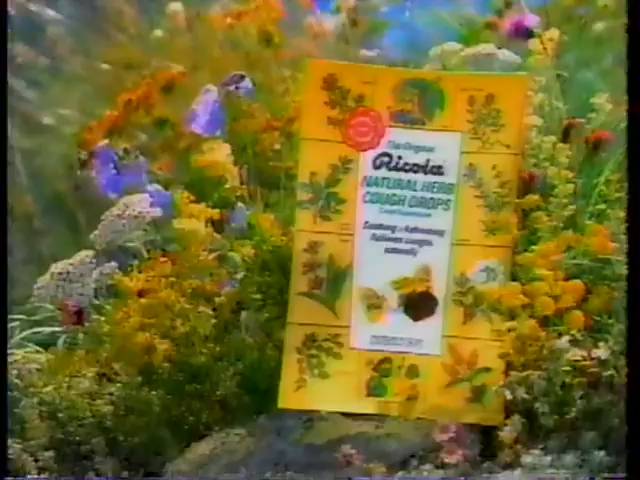 The Original
Ricola
NATURAL HERB
COUGH DROPS
Soothing • Refreshing
Relieves coughs
naturally